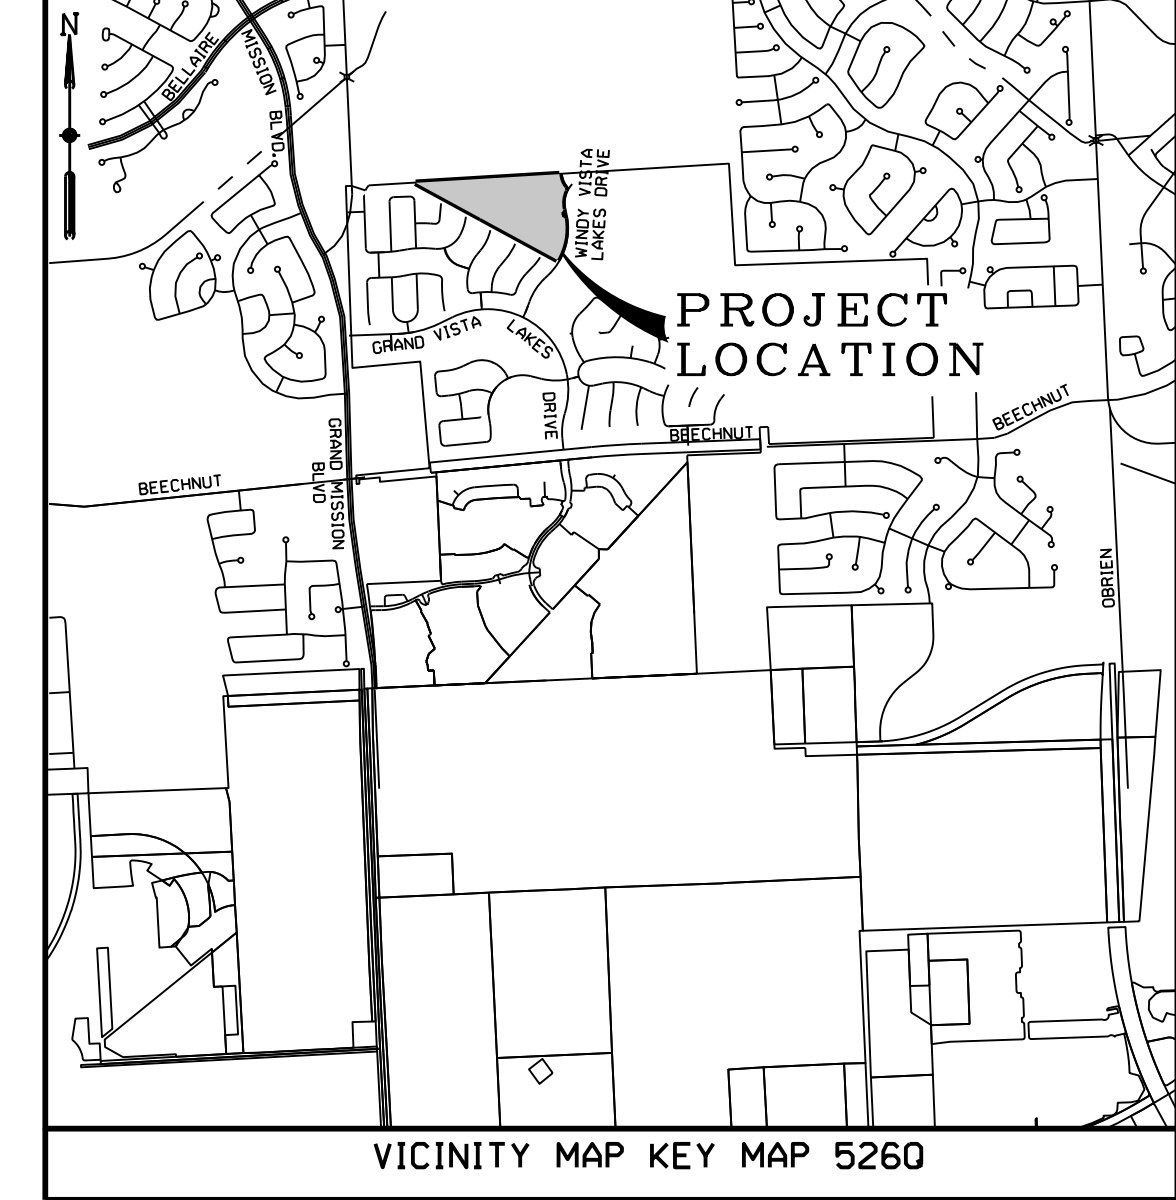 N
BELLAIRE
MISSION BLVD.
WINDY VISTA
LAKES DRIVE
PROJECT
LOCATION
GRAND VISTA LAKES DRIVE
BEECHNUT
BEECHNUT
GRAND MISSION
BLVD
BEECHNUT
OBRIEN
VICINITY MAP KEY MAP 526Q